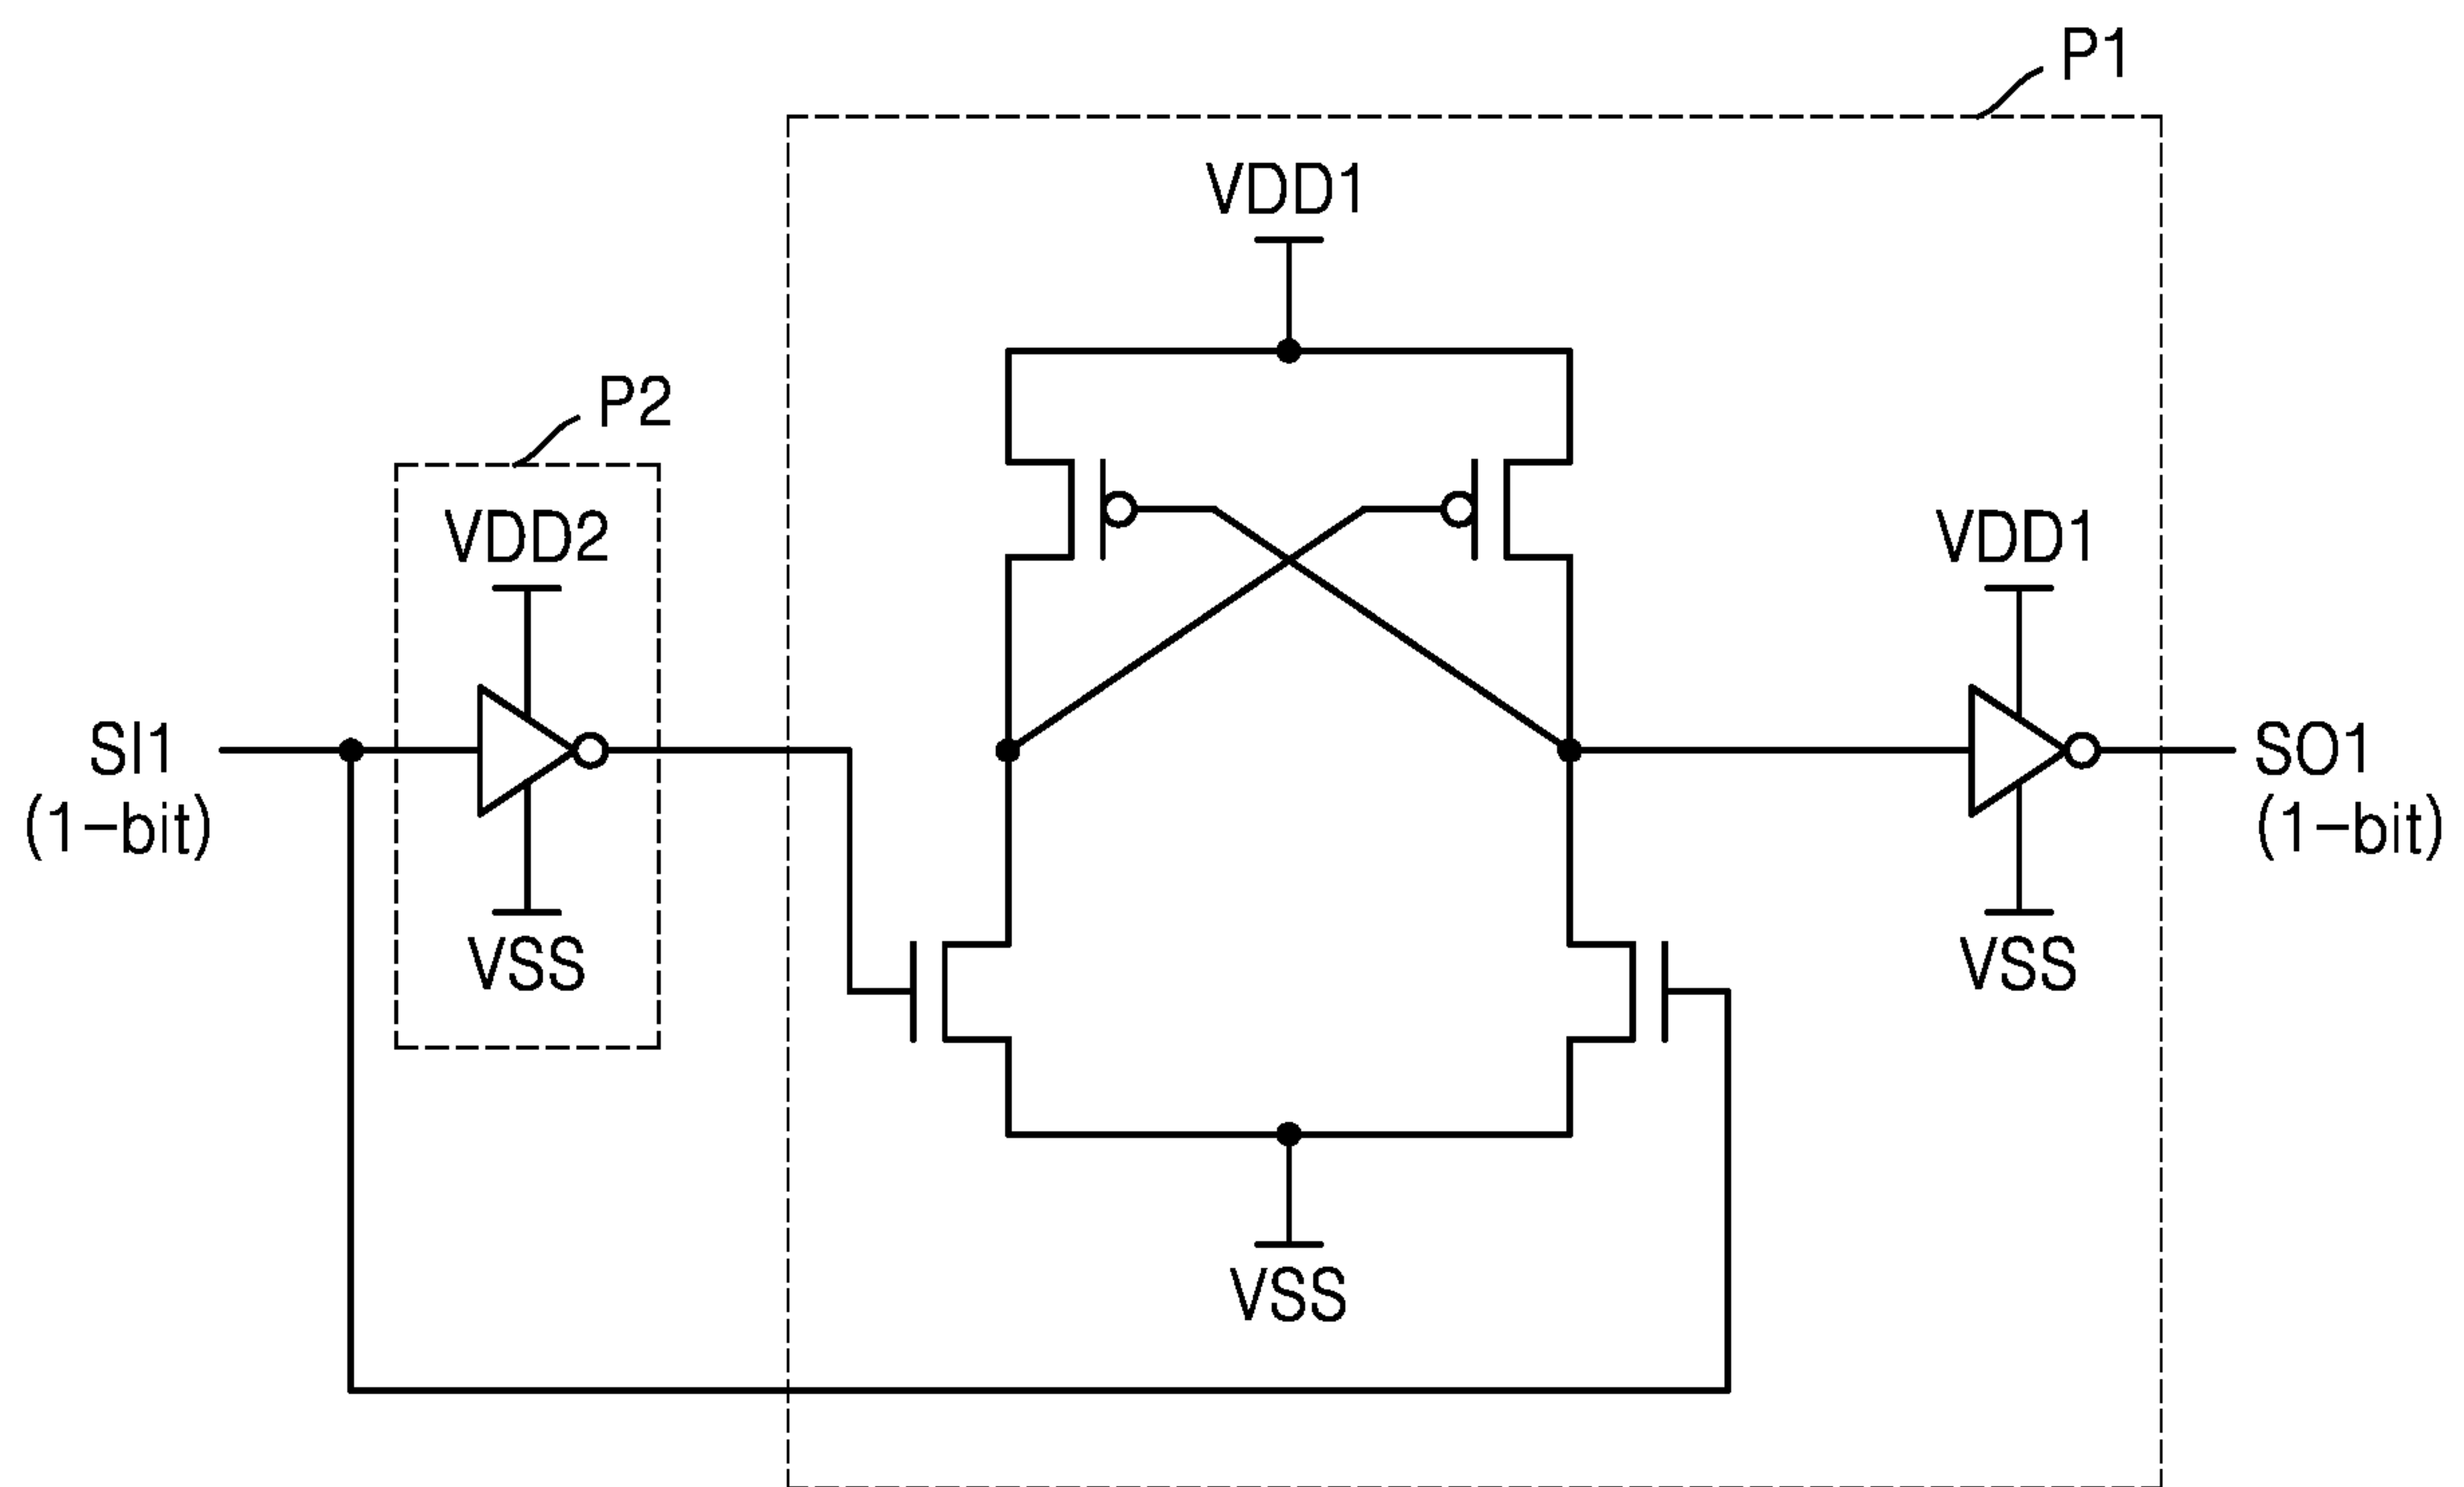 P1
VDD1
P2
VDD2
VDD1
SI1
(1-bit)
SO1
(1-bit)
VSS
VSS
VSS